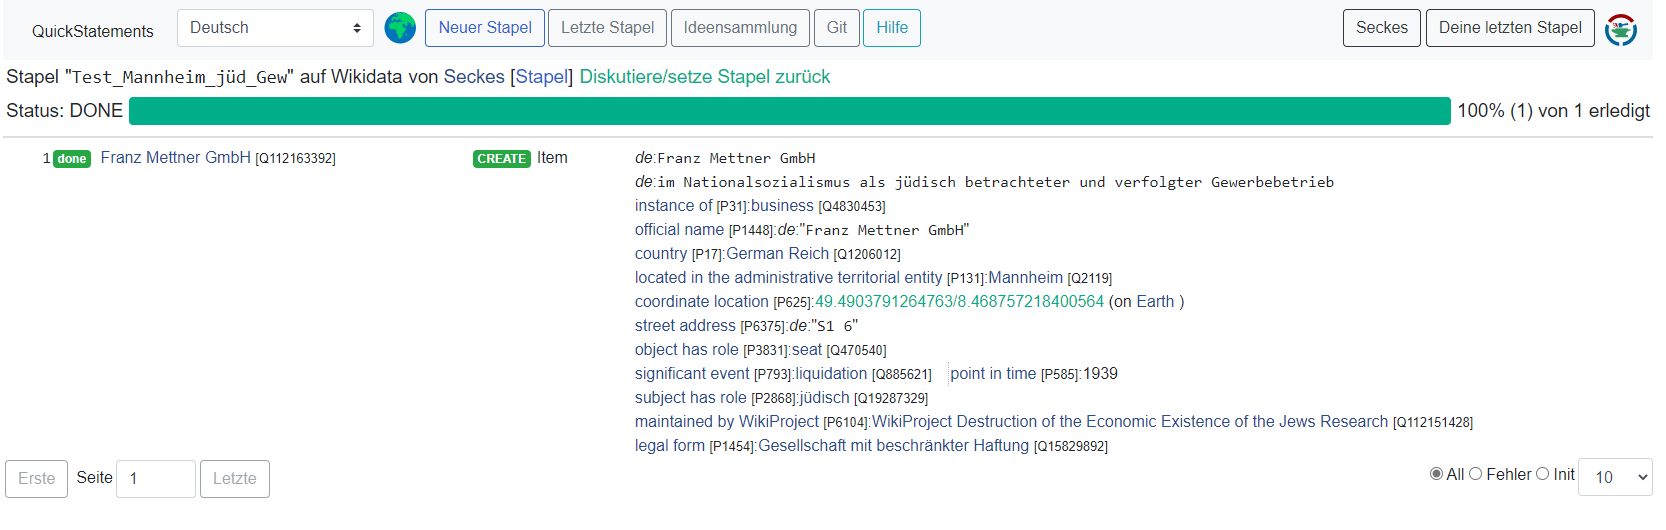 QuickStatements Deutsch Neuer Stapel Letzte Stapel Ideensammlung Git Hilfe Seckes Deine letzten Stapel
Stapel "Test_Mannheim_jüd_Gew" auf Wikidata von Seckes [Stapel] Diskutiere/setze Stapel zurück
Status: DONE 100% (1) von 1 erledigt
1 done Franz Mettner GmbH [Q112163392] CREATE Item de:Franz Mettner GmbH
de:im Nationalsozialismus als jüdisch betrachteter und verfolgter Gewerbebetrieb
instance of [P31]:business [Q4830453]
official name [P1448]:de:"Franz Mettner GmbH"
country [P17]:German Reich [Q1206012]
located in the administrative territorial entity [P131]:Mannheim [Q2119]
coordinate location [P625]:49.4903791264763/8.468757218400564 (on Earth )
street address [P6375]:de:"S1 6"
object has role [P3831]:seat [Q470540]
significant event [P793]:liquidation [Q885621] point in time [P585]:1939
subject has role [P2868]:jüdisch [Q19287329]
maintained by WikiProject [P6104]:WikiProject Destruction of the Economic Existence of the Jews Research [Q112151428]
legal form [P1454]:Gesellschaft mit beschränkter Haftung [Q15829892]
Erste Seite 1 Letzte All Fehler Init 10